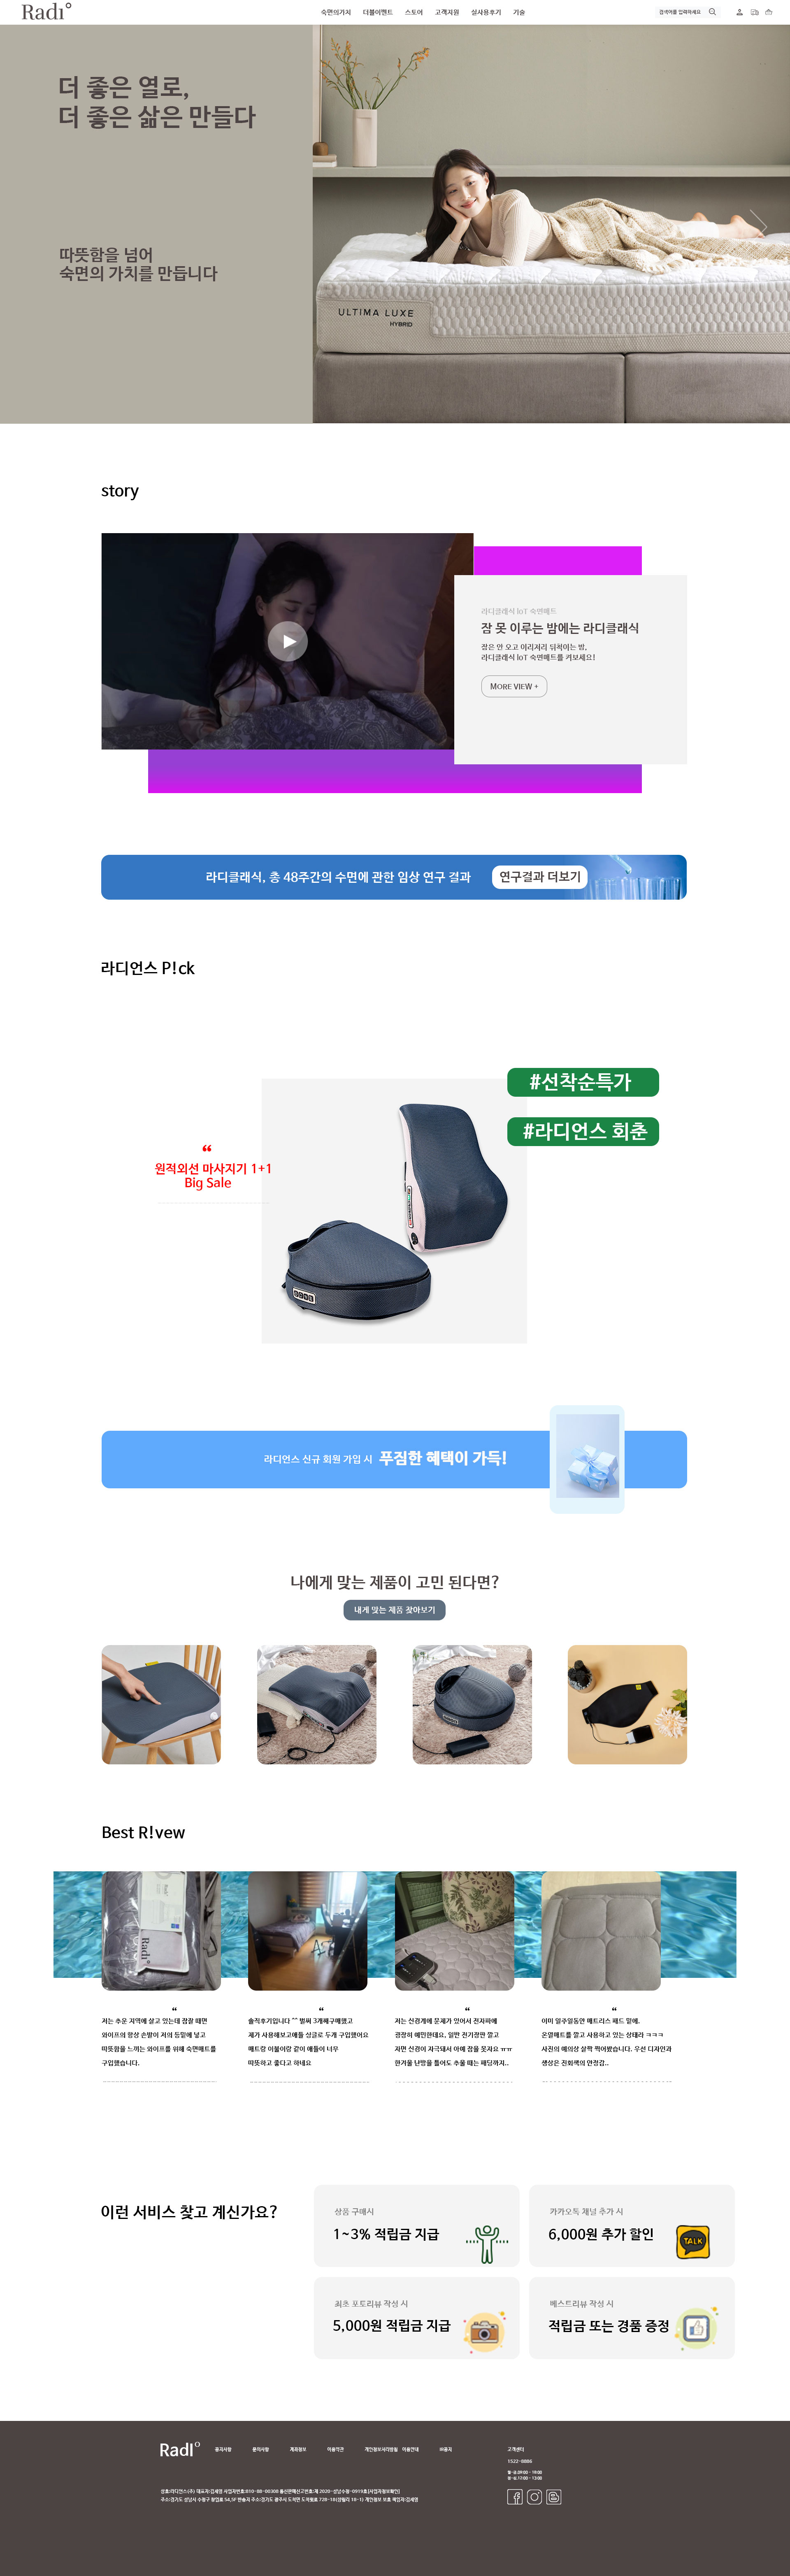 Radi°
숙면의가치 더블이벤트 스토어 고객지원 실사용후기 기술
검색어를 입력하세요
더 좋은 열로,
더 좋은 삶은 만들다
따뜻함을 넘어
숙면의 가치를 만듭니다
ULTIMA LUXE
HYBRID
story
라디클래식 IoT 숙면매트
잠 못 이루는 밤에는 라디클래식
잠은 안 오고 이리저리 뒤척이는 밤,
라디클래식 IoT 숙면매트를 켜보세요!
MORE VIEW +
라디클래식, 총 48주간의 수면에 관한 임상 연구 결과
연구결과 더보기
라디언스 P!ck
#선착순특가
#라디언스 회춘
“
원적외선 마사지기 1+1
Big Sale
라디언스 신규 회원 가입 시 푸짐한 혜택이 가득!
나에게 맞는 제품이 고민 된다면?
내게 맞는 제품 찾아보기
Best R!vew
Radi°
“
저는 추운 지역에 살고 있는데 잠잘 때면
와이프의 항상 손발이 저의 등밑에 넣고
따뜻함을 느끼는 와이프를 위해 숙면매트를
구입했습니다.
“
솔직후기입니다 ^^ 벌써 3개째구매했고
제가 사용해보고애들 싱글로 두개 구입했어요
매트랑 이불이랑 같이 애들이 너무
따뜻하고 좋다고 하네요
“
저는 신경계에 문제가 있어서 전자파에
굉장히 예민한데요, 일반 전기장판 깔고
자면 신경이 자극돼서 아예 잠을 못자요 ㅠㅠ
한겨울 난방을 틀어도 추울 때는 패딩까지..
“
이미 일주일동안 매트리스 패드 밑에.
온열매트를 깔고 사용하고 있는 상태라 ㅋㅋㅋ
사진의 예의상 살짝 찍어봤습니다. 우선 디자인과
생상은 진회색의 안정감..
이런 서비스 찾고 계신가요?
상품 구매시
1~3% 적립금 지급
카카오톡 채널 추가 시
6,000원 추가 할인
TALK
최초 포토리뷰 작성 시
5,000원 적립금 지급
베스트리뷰 작성 시
적립금 또는 경품 증정
RadI°
공지사항 문의사항 계좌정보 이용약관 개인정보처리방침 이용안내
고객센터
1522-8886